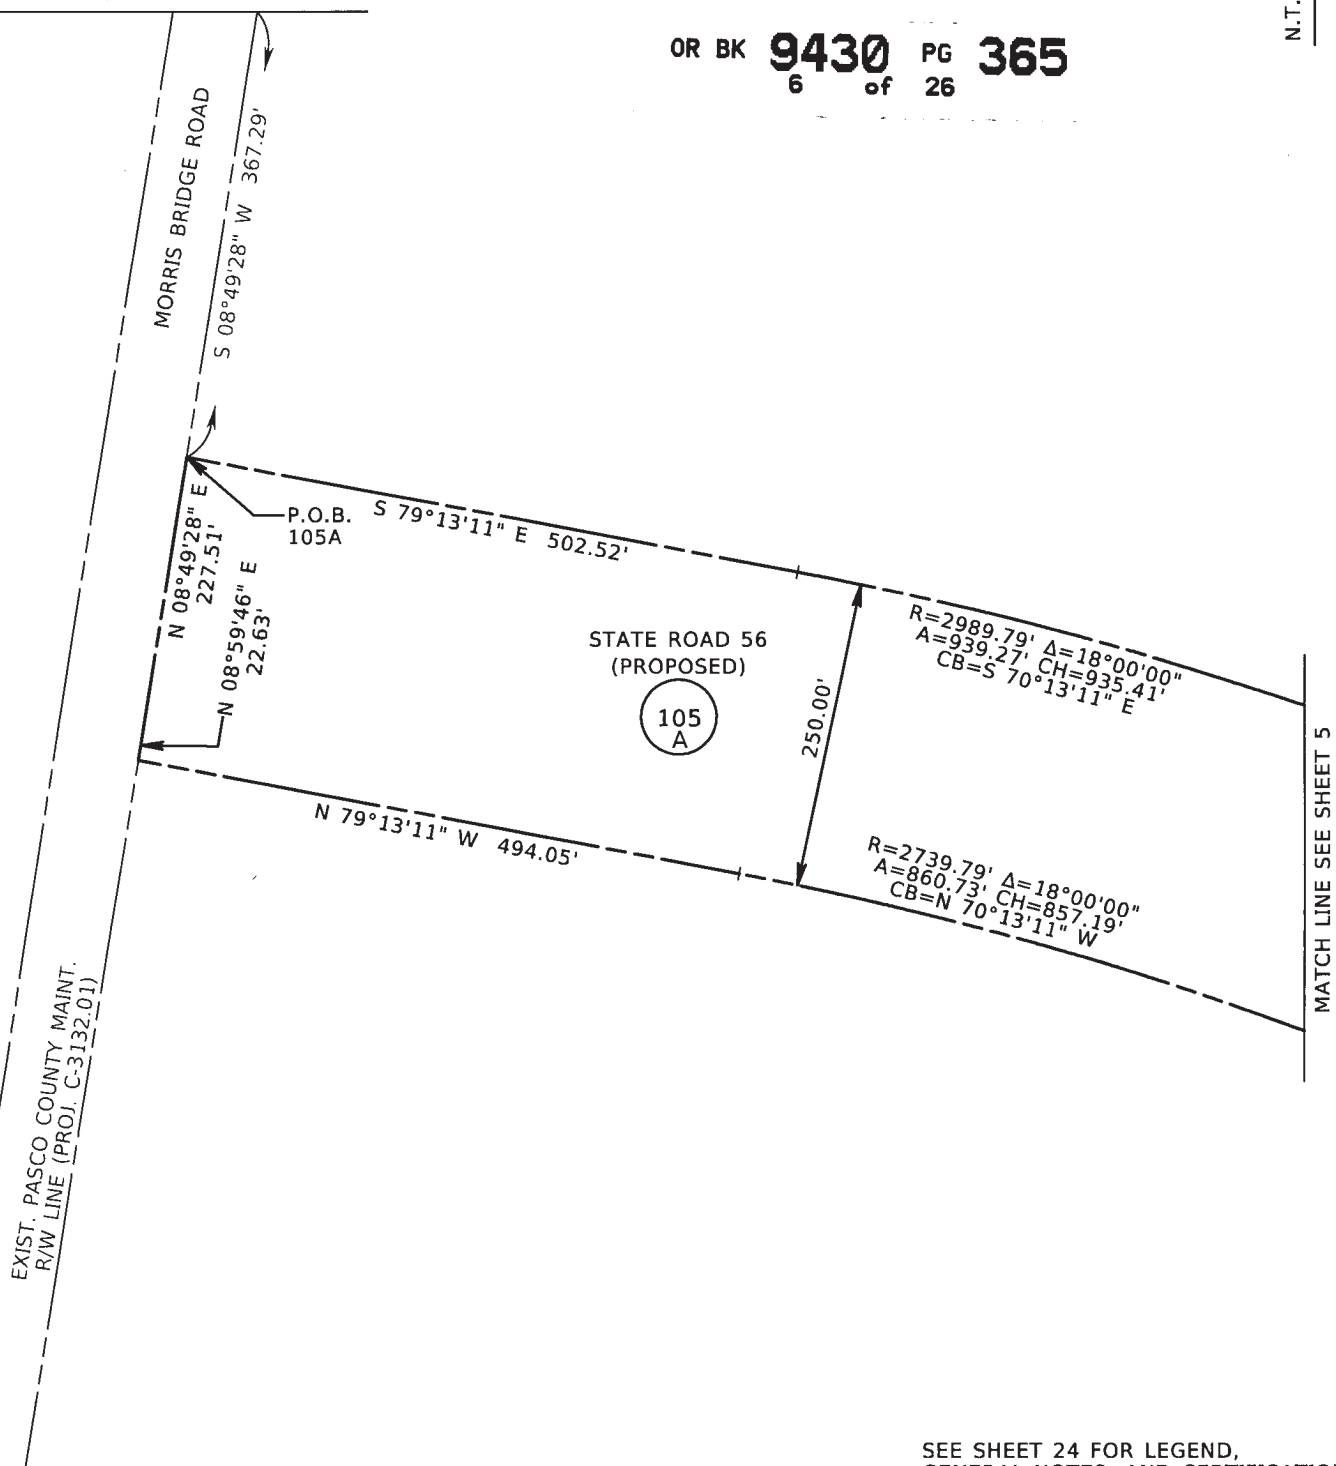 N.T.
OR BK 9430 PG 365
6 of 26
MORRIS BRIDGE ROAD
S 08°49'28" W 367.29'
P.O.B.
105A
S 79°13'11" E 502.52'
N 08°49'28" E
227.51'
N 08°59'46" E
22.63'
STATE ROAD 56
(PROPOSED)
105
A
250.00'
R=2989.79' Δ=18°00'00"
A=939.27' CH=935.41'
CB=S 70°13'11" E
N 79°13'11" W 494.05'
R=2739.79' Δ=18°00'00"
A=860.73' CH=857.19'
CB=N 70°13'11" W
MATCH LINE SEE SHEET 5
EXIST. PASCO COUNTY MAINT.
R/W LINE (PROJ. C-3132.01)
SEE SHEET 24 FOR LEGEND,